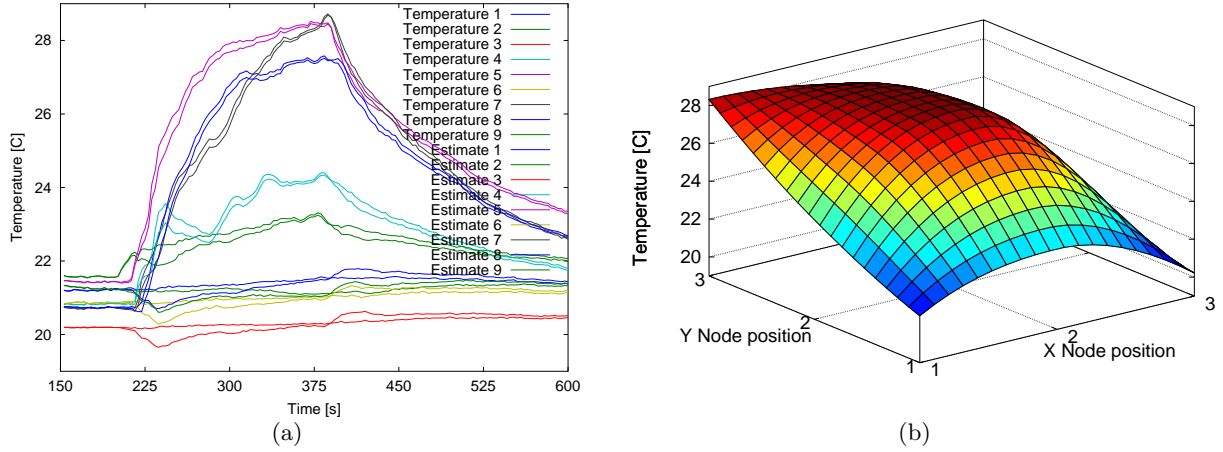 28
26
24
22
20
150
225
300
375
450
525
600
Temperature [C]
Time [s]
Temperature 1
Temperature 2
Temperature 3
Temperature 4
Temperature 5
Temperature 6
Temperature 7
Temperature 8
Temperature 9
Estimate 1
Estimate 2
Estimate 3
Estimate 4
Estimate 5
Estimate 6
Estimate 7
Estimate 8
Estimate 9
(a)
28
26
24
22
20
Temperature [C]
3
2
1
Y Node position
1
2
3
X Node position
(b)